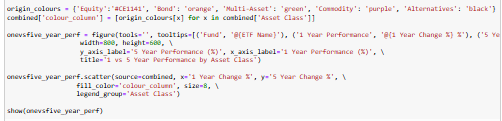 origin_colours = {'Equity':'#CE1141', 'Bond': 'orange', 'Multi-Asset': 'green', 'Commodity': 'purple', 'Alternatives': 'black'}
combined['colour_column'] = [origin_colours[x] for x in combined['Asset Class']]
onevsfive_year_perf = figure(tools='', tooltips=[('Fund', '@{ETF Name}'), ('1 Year Performance', '@{1 Year Change %} %'), ('5 Ye
width=800, height=600, \
y_axis_label='5 Year Performance (%)', x_axis_label='1 Year Performance (%)', \
title='1 vs 5 Year Performance by Asset Class')
onevsfive_year_perf.scatter(source=combined, x='1 Year Change %', y='5 Year Change %', \
fill_color='colour_column', size=8, \
legend_group='Asset Class')
show(onevsfive_year_perf)